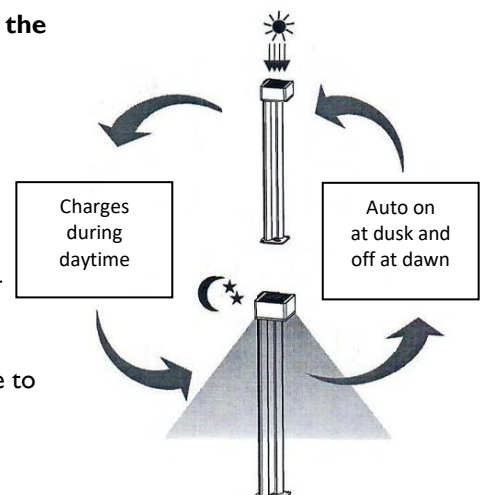 the
Charges
during
daytime
Auto on
at dusk and
off at dawn
e to